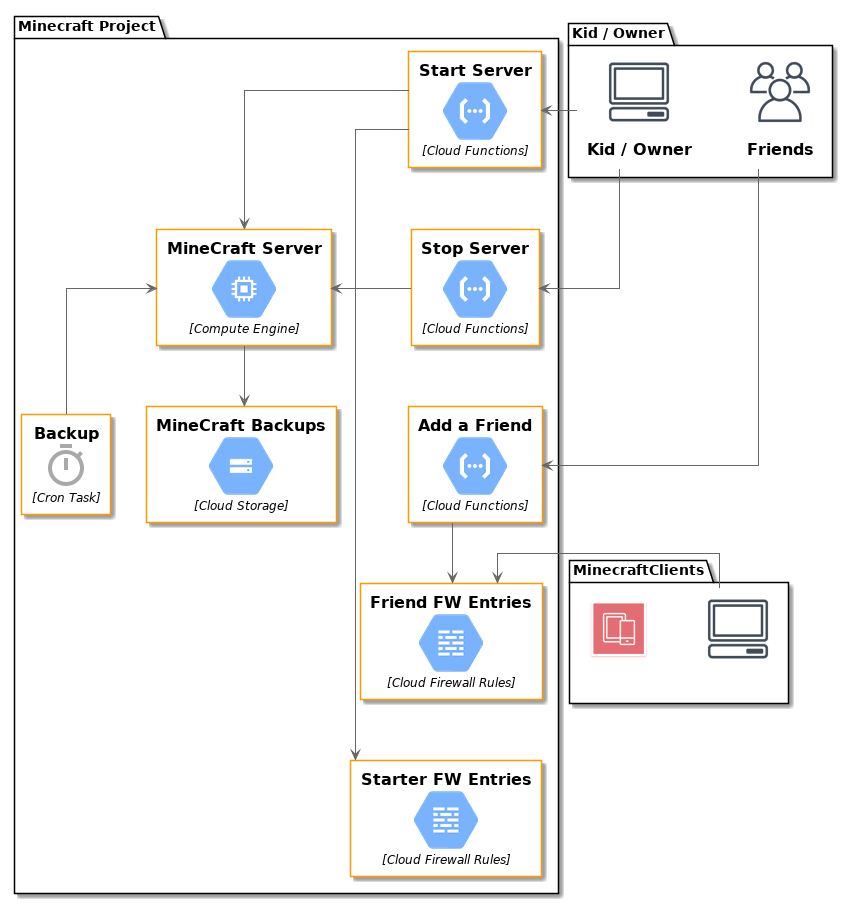 Minecraft Project
Kid / Owner
Start Server
[Cloud Functions]
Kid / Owner
Friends
MineCraft Server
[Compute Engine]
Stop Server
[Cloud Functions]
Backup
[Cron Task]
MineCraft Backups
[Cloud Storage]
Add a Friend
[Cloud Functions]
MinecraftClients
Friend FW Entries
[Cloud Firewall Rules]
Starter FW Entries
[Cloud Firewall Rules]